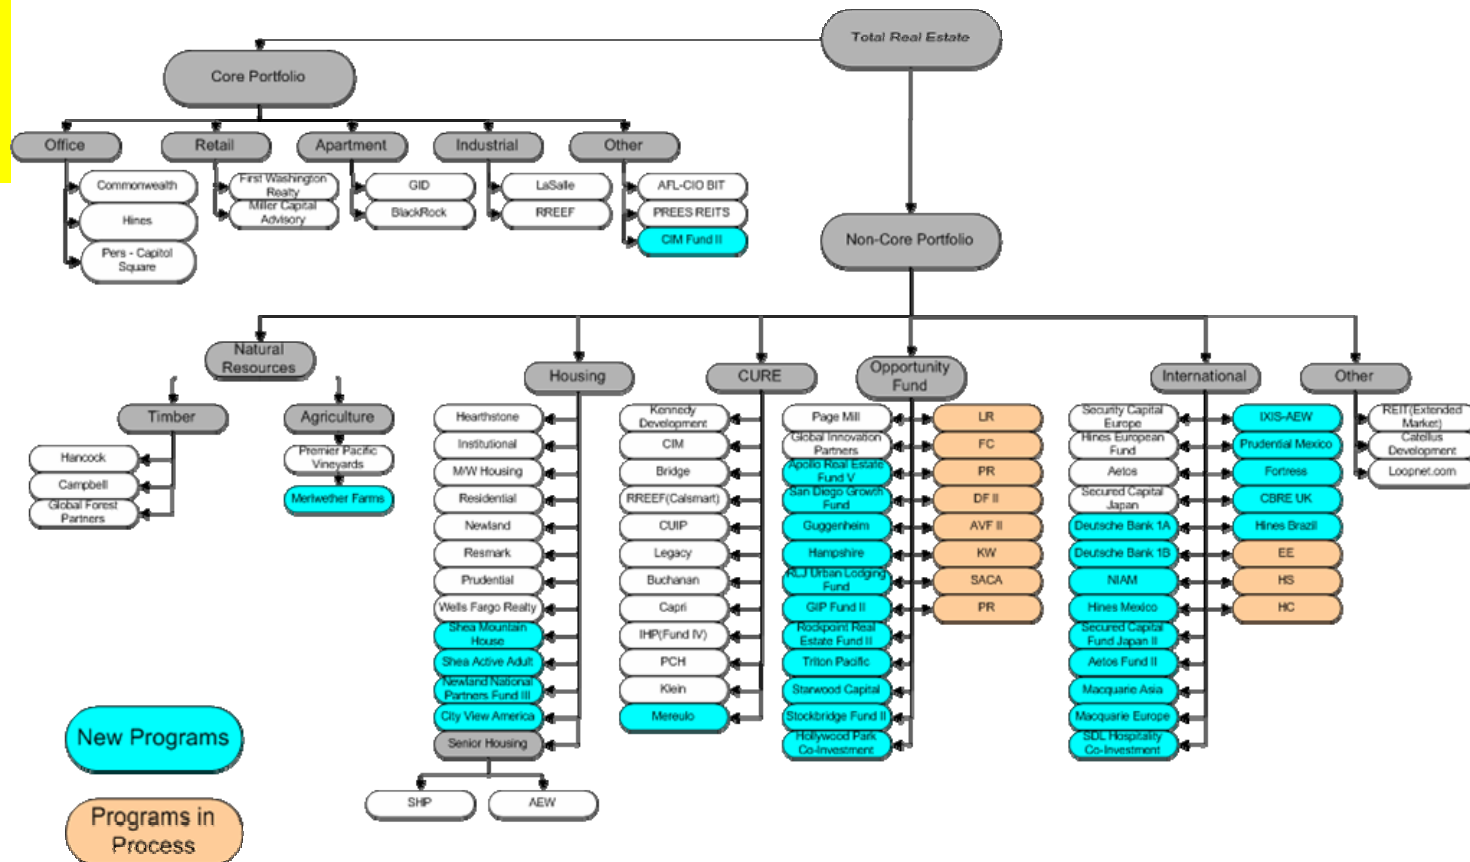 Total Real Estate
Core Portfolio
Office
Retail
Apartment
Industrial
Other
Commonwealth
Hines
Pers - Capitol
Square
First Washington
Realty
Miller Capital
Advisory
GID
BlackRock
LaSalle
RREEF
AFL-CIO BIT
PREES REITS
CIM Fund II
Non-Core Portfolio
Natural
Resources
Housing
CURE
Opportunity
Fund
International
Other
Timber
Agriculture
Hancock
Campbell
Global Forest
Partners
Premier Pacific
Vineyards
Meriwether Farms
Hearthstone
Institutional
M/W Housing
Residential
Newland
Resmark
Prudential
Wells Fargo Realty
Shea Mountain
House
Shea Active Adult
Newland National
Partners Fund III
City View America
Senior Housing
SHP
AEW
Kennedy
Development
CIM
Bridge
RREEF(Calsmart)
CUIP
Legacy
Buchanan
Capri
IHP(Fund IV)
PCH
Klein
Mereulo
Page Mill
Global Innovation
Partners
Apollo Real Estate
Fund V
San Diego Growth
Fund
Guggenheim
Hampshire
RLJ Urban Lodging
Fund
GIP Fund II
Rockpoint Real
Estate Fund II
Triton Pacific
Starwood Capital
Stockbridge Fund II
Hollywood Park
Co-Investment
LR
FC
PR
DF II
AVF II
KW
SACA
PR
Security Capital
Europe
Hines European
Fund
Aetos
Secured Capital
Japan
Deutsche Bank 1A
Deutsche Bank 1B
NIAM
Hines Mexico
Secured Capital
Fund Japan II
Aetos Fund II
Macquarie Asia
Macquarie Europe
SDL Hospitality
Co-Investment
IXIS-AEW
Prudential Mexico
Fortress
CBRE UK
Hines Brazil
EE
HS
HC
REIT(Extended
Market)
Catellus
Development
Loopnet.com
New Programs
Programs in
Process